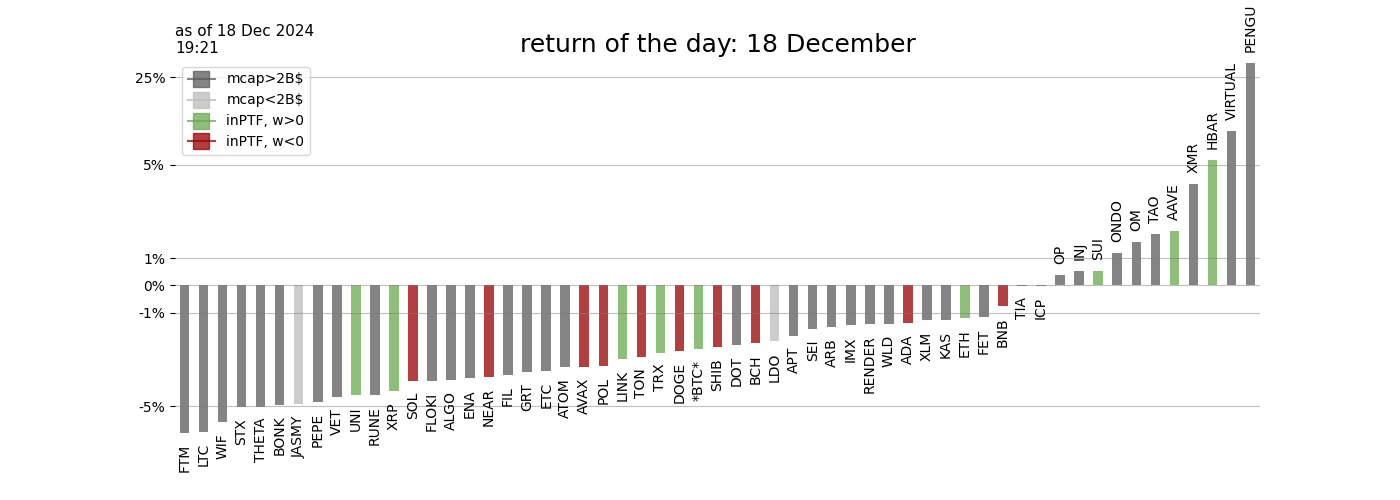 as of 18 Dec 2024
19:21
return of the day: 18 December
mcap>2B$
mcap<2B$
inPTF, w>0
inPTF, w<0
25%
5%
1%
0%
-1%
-5%
FTM
LTC
WIF
STX
THETA
BONK
JASMY
PEPE
VET
UNI
RUNE
XRP
SOL
FLOKI
ALGO
ENA
NEAR
FIL
GRT
ETC
ATOM
AVAX
POL
LINK
TON
TRX
DOGE
*BTC*
SHIB
DOT
BCH
LDO
APT
SEI
ARB
IMX
RENDER
WLD
ADA
XLM
KAS
ETH
FET
BNB
TIA
ICP
OP
INJ
SUI
ONDO
OM
TAO
AAVE
XMR
HBAR
VIRTUAL
PENGU